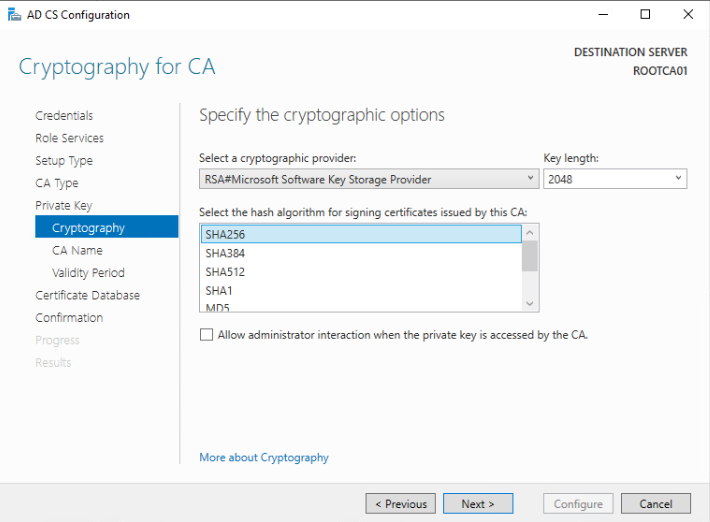 AD CS Configuration
Cryptography for CA
DESTINATION SERVER
ROOTCA01
Credentials
Role Services
Setup Type
CA Type
Private Key
Cryptography
CA Name
Validity Period
Certificate Database
Confirmation
Progress
Results
Specify the cryptographic options
Select a cryptographic provider:
Key length:
RSA#Microsoft Software Key Storage Provider
2048
Select the hash algorithm for signing certificates issued by this CA:
SHA256
SHA384
SHA512
SHA1
MD5
Allow administrator interaction when the private key is accessed by the CA.
More about Cryptography
< Previous
Next >
Configure
Cancel